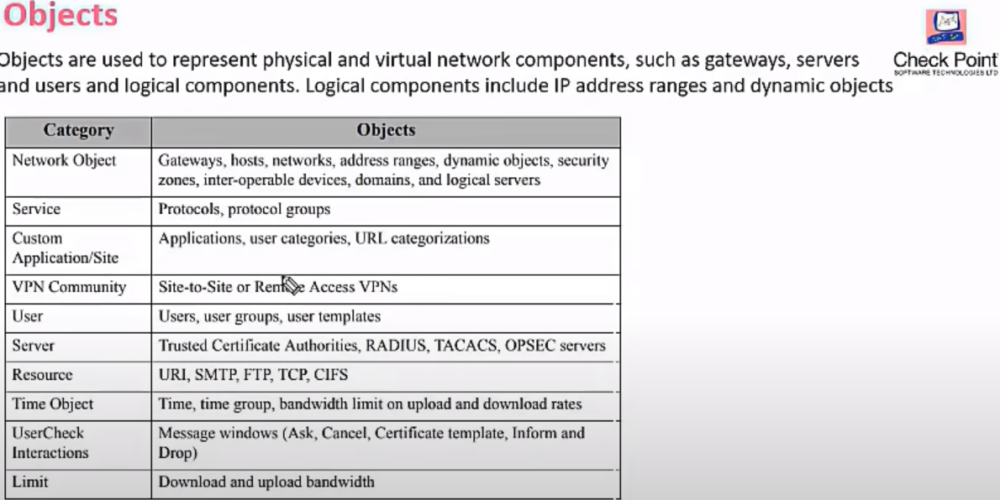 Objects
Objects are used to represent physical and virtual network components, such as gateways, servers
and users and logical components. Logical components include IP address ranges and dynamic objects
Check Point
SOFTWARE TECHNOLOGIES LTD
Category Objects
Network Object Gateways, hosts, networks, address ranges, dynamic objects, security
zones, inter-operable devices, domains, and logical servers
Service Protocols, protocol groups
Custom Applications, user categories, URL categorizations
Application/Site
VPN Community Site-to-Site or Remote Access VPNs
User Users, user groups, user templates
Server Trusted Certificate Authorities, RADIUS, TACACS, OPSEC servers
Resource URI, SMTP, FTP, TCP, CIFS
Time Object Time, time group, bandwidth limit on upload and download rates
UserCheck Message windows (Ask, Cancel, Certificate template, Inform and
Interactions Drop)
Limit Download and upload bandwidth